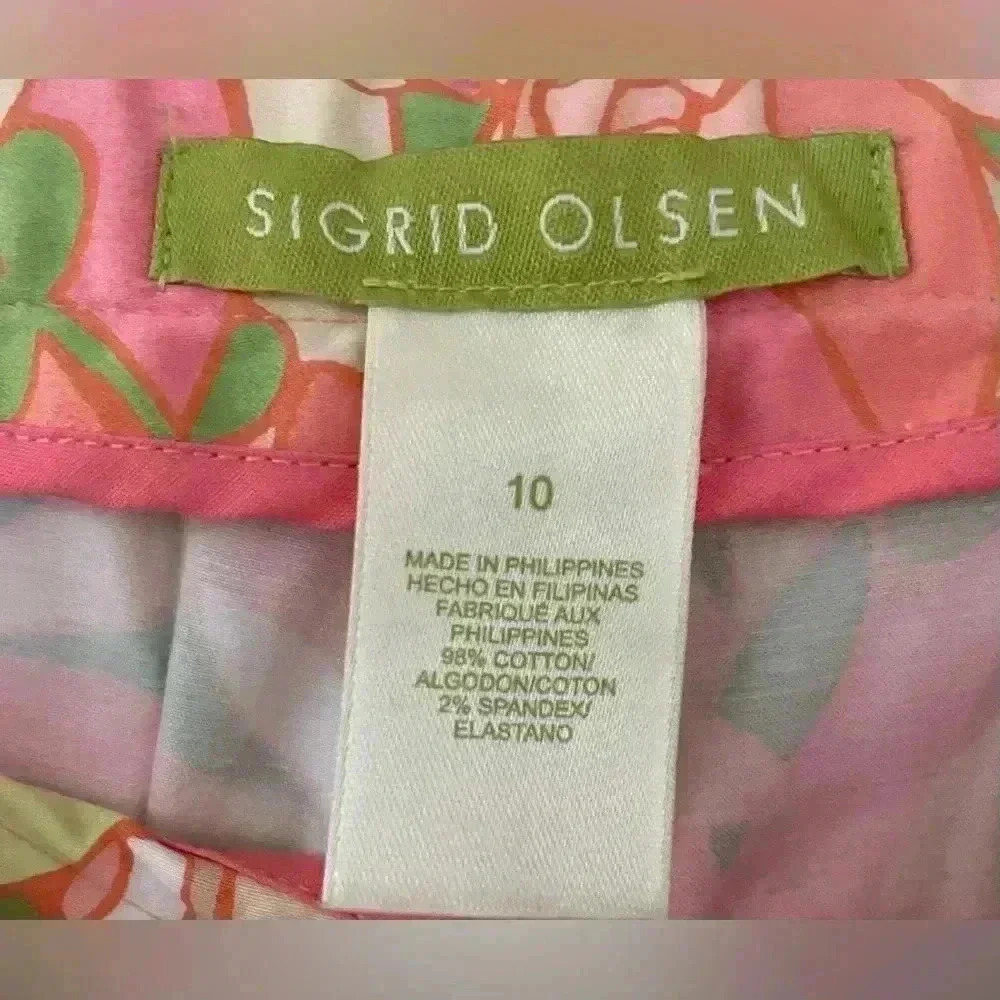 SIGRID OLSEN
10
MADE IN PHILIPPINES
HECHO EN FILIPINAS
FABRIQUÉ AUX
PHILIPPINES
98% COTTON/
ALGODON/COTON
2% SPANDEX/
ELASTANO